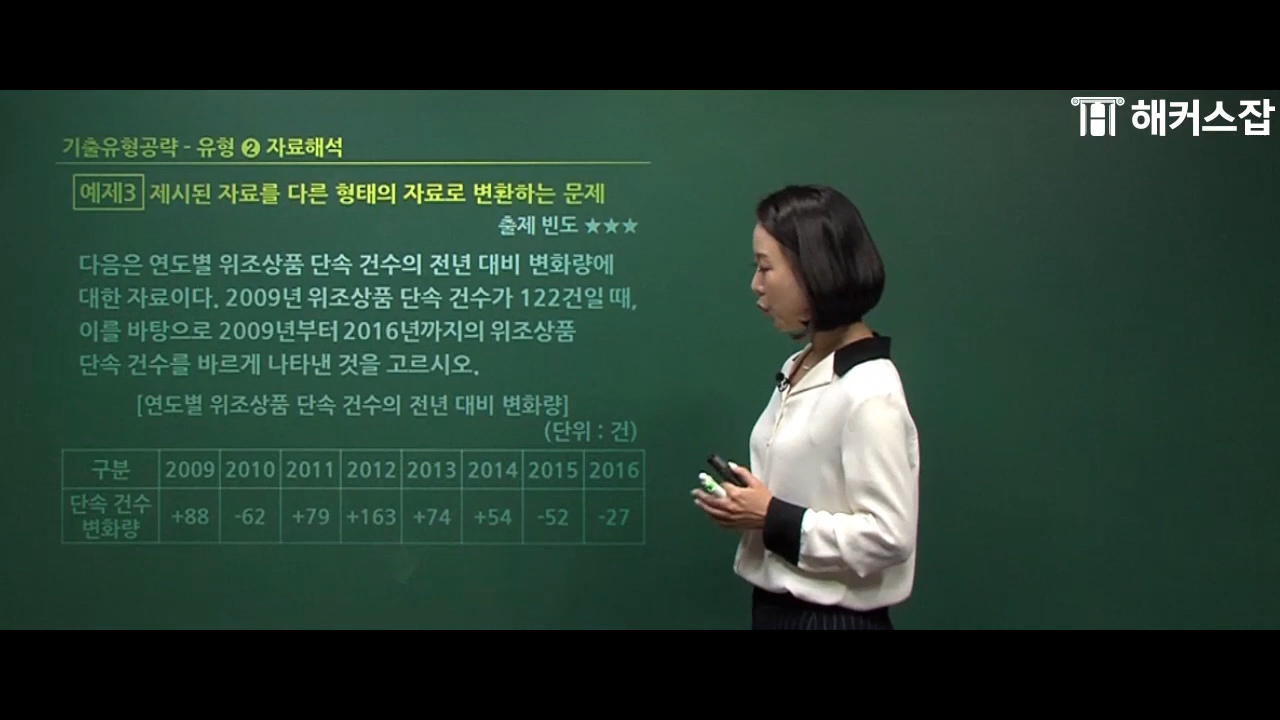 해커스잡
기출유형공략 - 유형 ❷ 자료해석
예제3 제시된 자료를 다른 형태의 자료로 변환하는 문제
출제 빈도 ★★★
다음은 연도별 위조상품 단속 건수의 전년 대비 변화량에
대한 자료이다. 2009년 위조상품 단속 건수가 122건일 때,
이를 바탕으로 2009년부터 2016년까지의 위조상품
단속 건수를 바르게 나타낸 것을 고르시오.
[연도별 위조상품 단속 건수의 전년 대비 변화량]
(단위 : 건)
구분 2009 2010 2011 2012 2013 2014 2015 2016
단속 건수
변화량 +88 -62 +79 +163 +74 +54 -52 -27